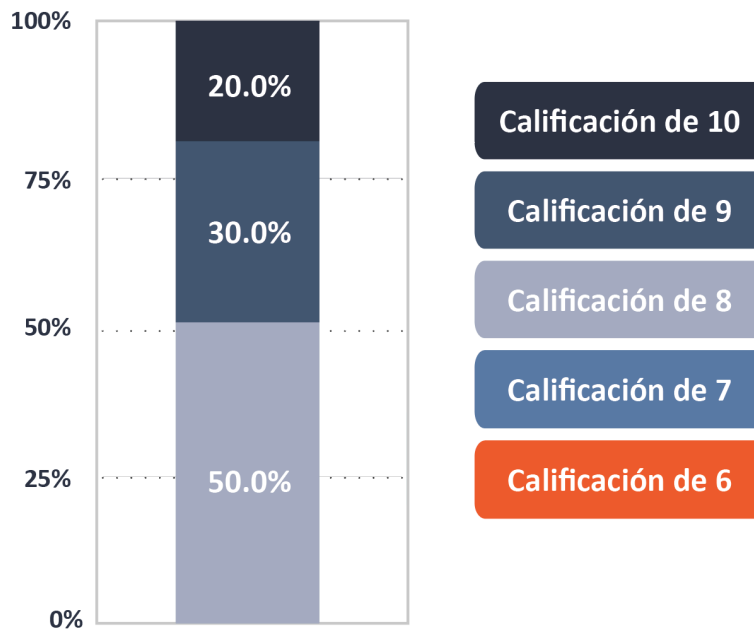 100%
20.0%
Calificación de 10
75%
Calificación de 9
30.0%
Calificación de 8
50%
Calificación de 7
25%
50.0%
Calificación de 6
0%